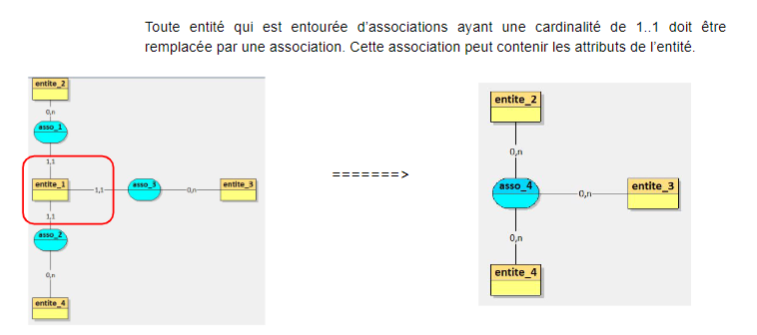 Toute entité qui est entourée d'associations ayant une cardinalité de 1..1 doit être
remplacée par une association. Cette association peut contenir les attributs de l'entité.
entite_2
0,n
asso_1
1,1
entite_1
1,1
asso_3
0,n
entite_3
1,1
asso_2
0,n
entite_4
=======>
entite_2
0,n
asso_4
0,n
entite_3
0,n
entite_4